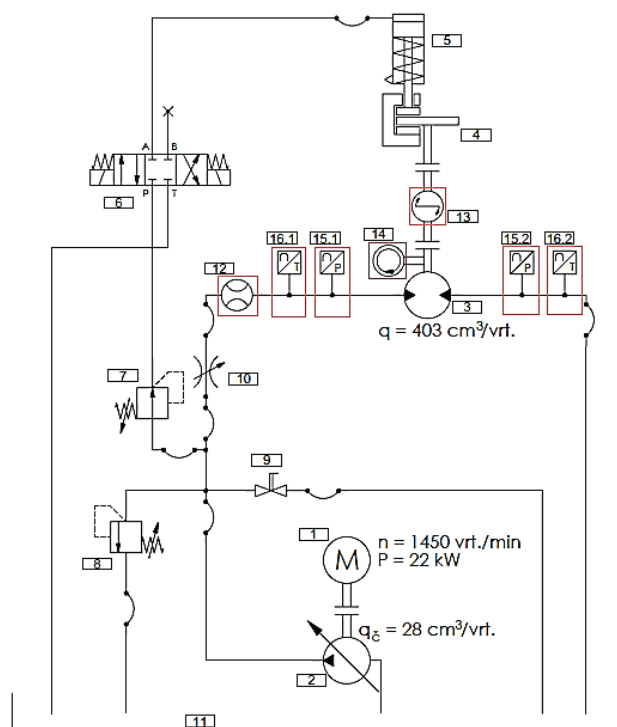 5
A B
4
P T
6
13
16.1 15.1 14 15.2 16.2
T P P T
12
3
q = 403 cm³/vrt.
7
10
9
8
1
n = 1450 vrt./min
M
P = 22 kW
q_č = 28 cm³/vrt.
2
11